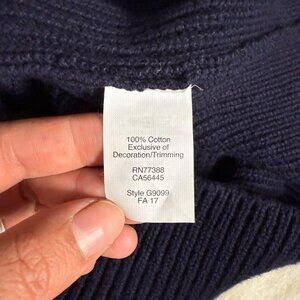 100% Cotton
Exclusive of
Decoration/Trimming
RN77388
CA56445
Style G9099
FA 17